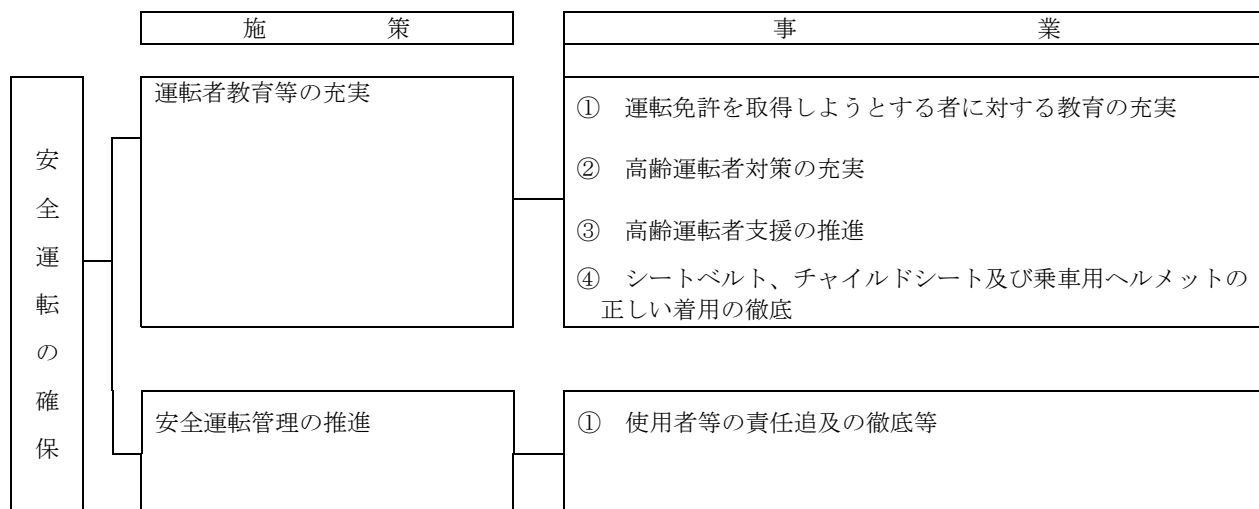 施 策
事 業
安全運転の確保
運転者教育等の充実
① 運転免許を取得しようとする者に対する教育の充実
② 高齢運転者対策の充実
③ 高齢運転者支援の推進
④ シートベルト、チャイルドシート及び乗車用ヘルメットの
正しい着用の徹底
安全運転管理の推進
① 使用者等の責任追及の徹底等